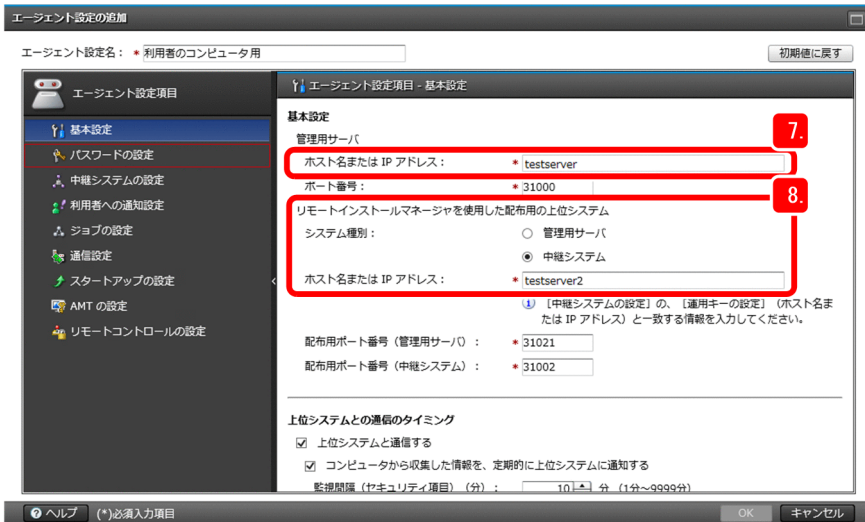 エージェント設定の追加
エージェント設定名： * 利用者のコンピュータ用
初期値に戻す
エージェント設定項目
基本設定
パスワードの設定
中継システムの設定
利用者への通知設定
ジョブの設定
通信設定
スタートアップの設定
AMT の設定
リモートコントロールの設定
エージェント設定項目 - 基本設定
基本設定
管理用サーバ
7.
ホスト名または IP アドレス： * testserver
ポート番号： * 31000
8.
リモートインストールマネージャを使用した配布用の上位システム
システム種別： 管理用サーバ
中継システム
ホスト名または IP アドレス： * testserver2
［中継システムの設定］の、［運用キーの設定］（ホスト名ま
たは IP アドレス）と一致する情報を入力してください。
配布用ポート番号（管理用サーバ）： * 31021
配布用ポート番号（中継システム）： * 31002
上位システムとの通信のタイミング
上位システムと通信する
コンピュータから収集した情報を、定期的に上位システムに通知する
監視間隔（セキュリティ項目）（分）： 10 分（1分～9999分）
ヘルプ (*)必須入力項目
OK キャンセル